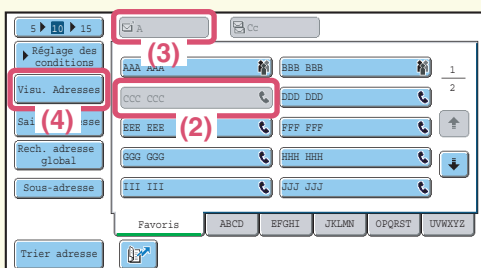 5 10 15
A
Cc
Réglage des
conditions
(3)
AAA AAA
BBB BBB
1
2
Visu. Adresses
CCC CCC
DDD DDD
(4)
(2)
EEE EEE
FFF FFF
Rech. adresse
global
GGG GGG
HHH HHH
Sous-adresse
III III
JJJ JJJ
Favoris
ABCD
EFGHI
JKLMN
OPQRST
UVWXYZ
Trier adresse